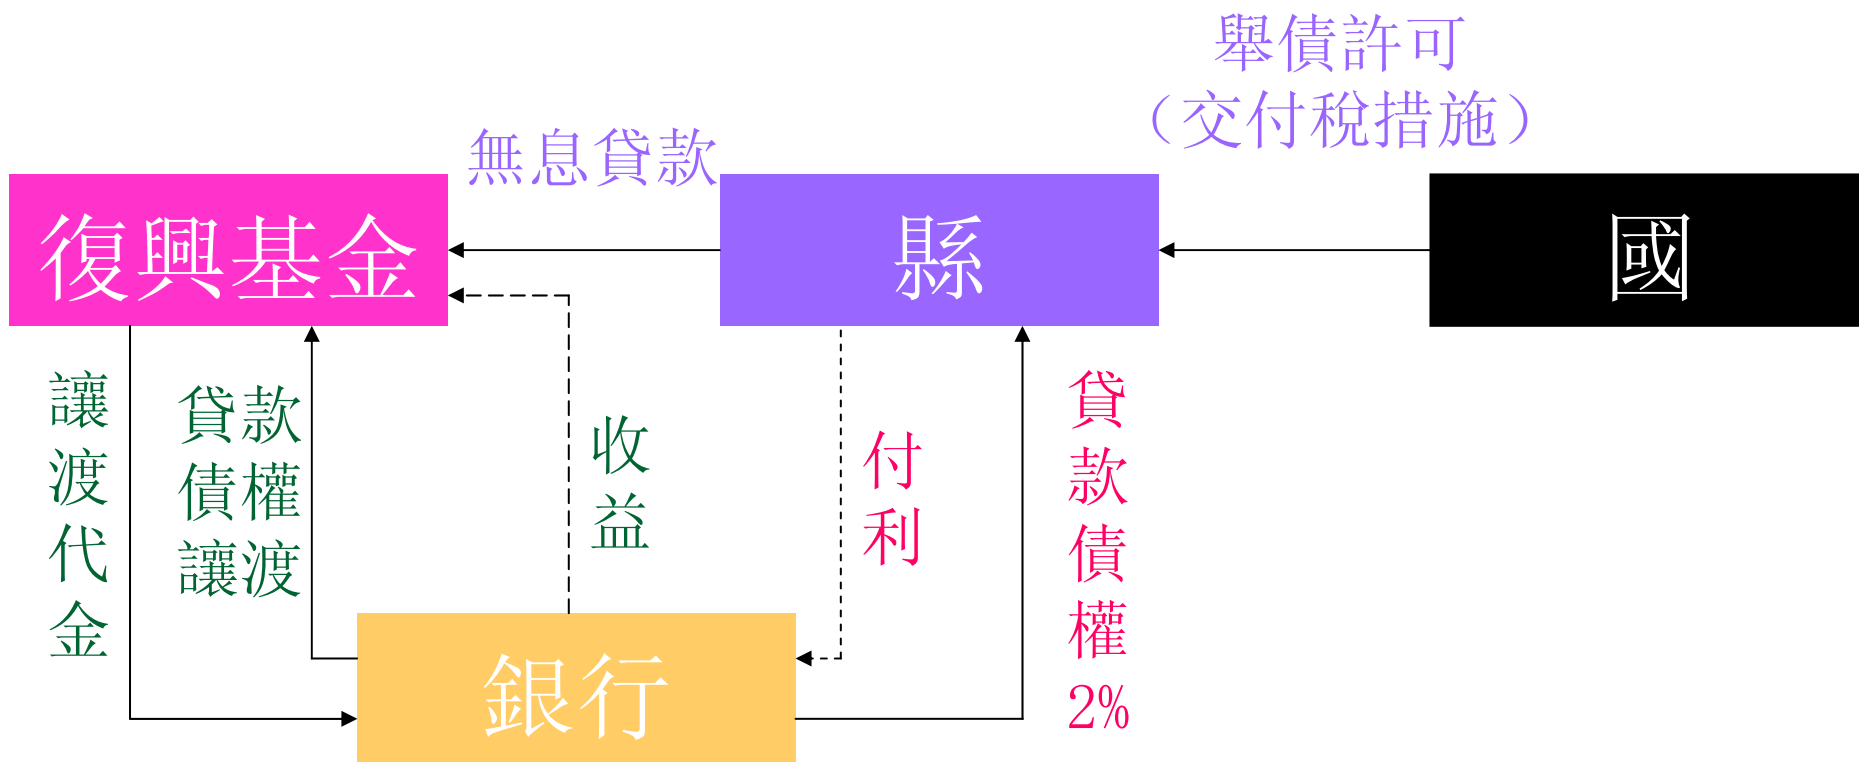 舉債許可
（交付稅措施）
無息貸款
復興基金
縣
國
讓渡代金
貸款
債權
讓渡
收益
付利
貸款債權2%
銀行